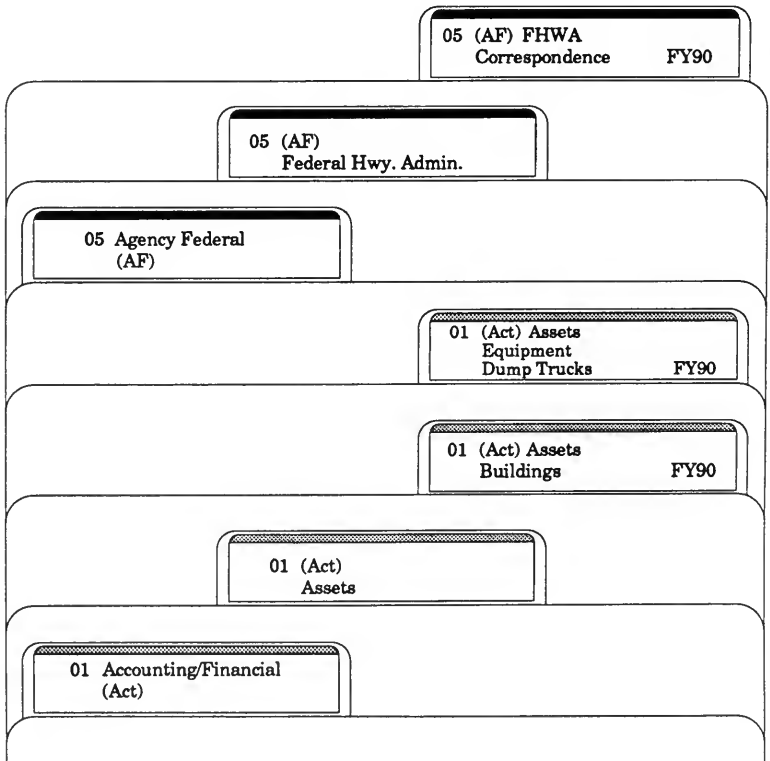 05 (AF) FHWA
Correspondence FY90
05 (AF)
Federal Hwy. Admin.
05 Agency Federal
(AF)
01 (Act) Assets
Equipment
Dump Trucks FY90
01 (Act) Assets
Buildings FY90
01 (Act)
Assets
01 Accounting/Financial
(Act)